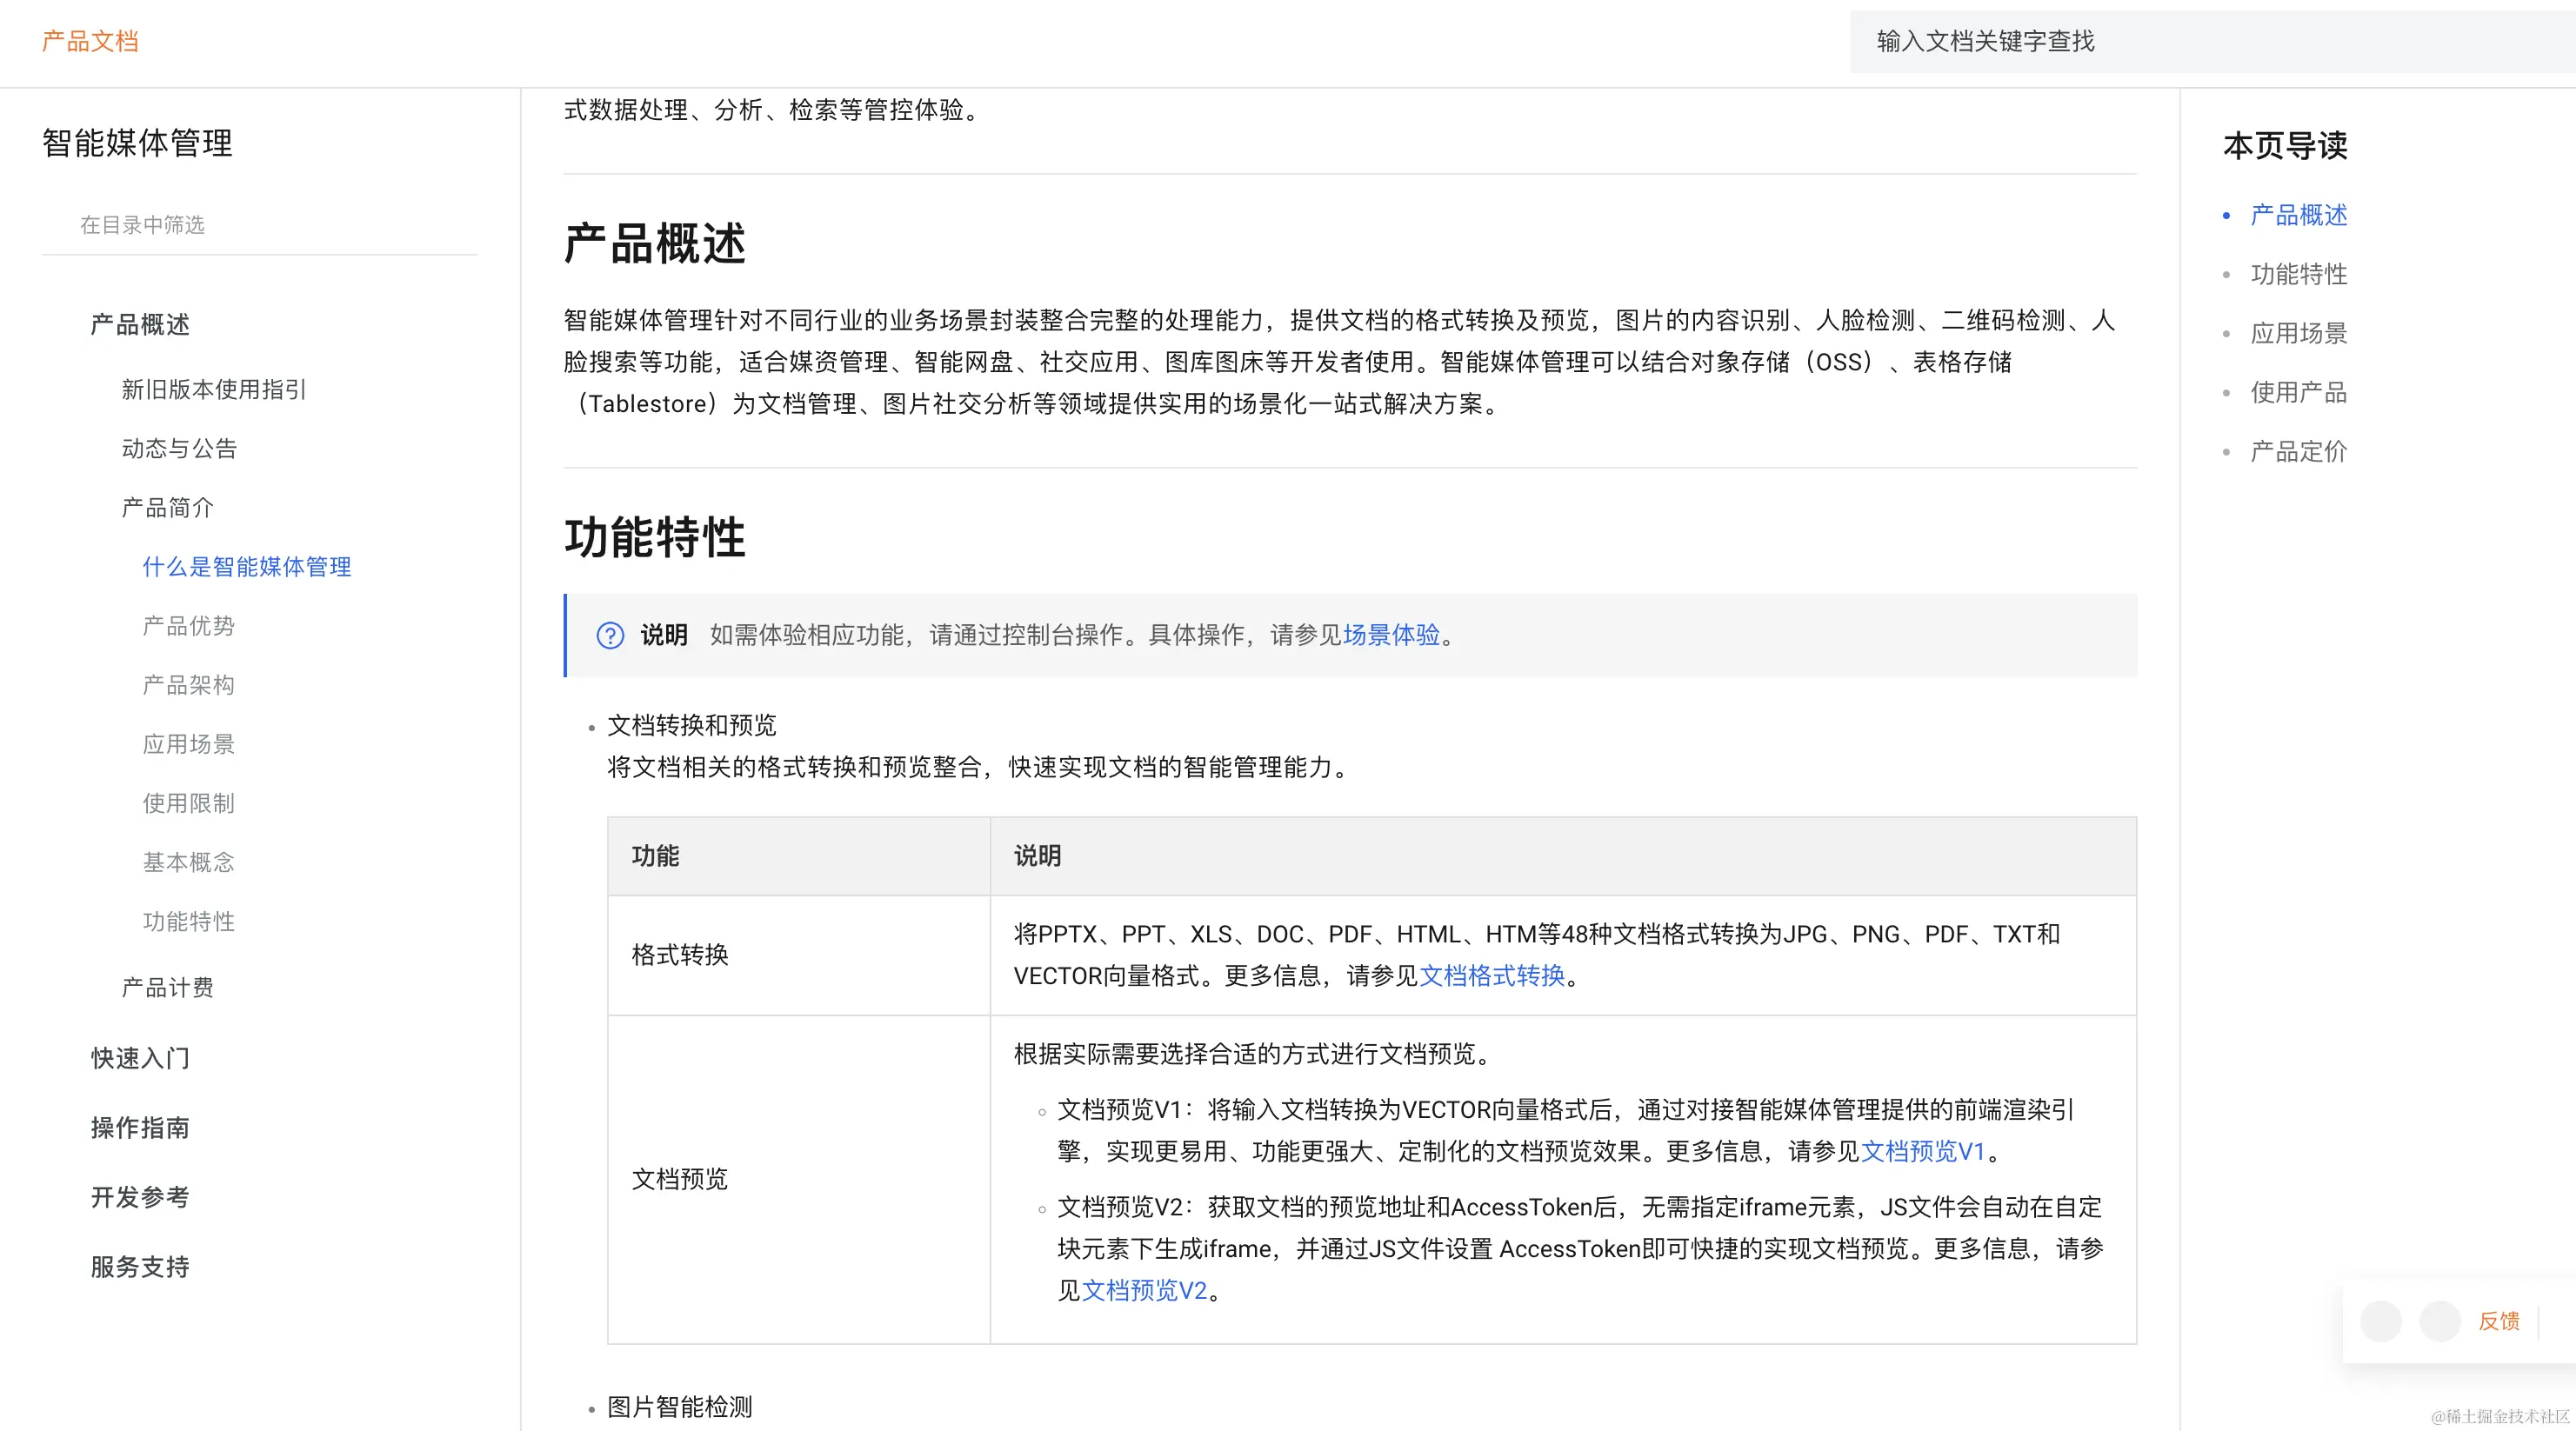 产品文档
输入文档关键字查找
智能媒体管理
在目录中筛选
产品概述
新旧版本使用指引
动态与公告
产品简介
什么是智能媒体管理
产品优势
产品架构
应用场景
使用限制
基本概念
功能特性
产品计费
快速入门
操作指南
开发参考
服务支持
式数据处理、分析、检索等管控体验。
产品概述
智能媒体管理针对不同行业的业务场景封装整合完整的处理能力，提供文档的格式转换及预览，图片的内容识别、人脸检测、二维码检测、人
脸搜索等功能，适合媒资管理、智能网盘、社交应用、图库图床等开发者使用。智能媒体管理可以结合对象存储（OSS）、表格存储
（Tablestore）为文档管理、图片社交分析等领域提供实用的场景化一站式解决方案。
功能特性
说明 如需体验相应功能，请通过控制台操作。具体操作，请参见场景体验。
• 文档转换和预览
将文档相关的格式转换和预览整合，快速实现文档的智能管理能力。
功能 说明
格式转换
将PPTX、PPT、XLS、DOC、PDF、HTML、HTM等48种文档格式转换为JPG、PNG、PDF、TXT和
VECTOR向量格式。更多信息，请参见文档格式转换。
文档预览
根据实际需要选择合适的方式进行文档预览。
文档预览V1：将输入文档转换为VECTOR向量格式后，通过对接智能媒体管理提供的前端渲染引
擎，实现更易用、功能更强大、定制化的文档预览效果。更多信息，请参见文档预览V1。
文档预览V2：获取文档的预览地址和AccessToken后，无需指定iframe元素，JS文件会自动在自定
块元素下生成iframe，并通过JS文件设置 AccessToken即可快捷的实现文档预览。更多信息，请参
见文档预览V2。
• 图片智能检测
本页导读
• 产品概述
• 功能特性
• 应用场景
• 使用产品
• 产品定价
反馈
@稀土掘金技术社区